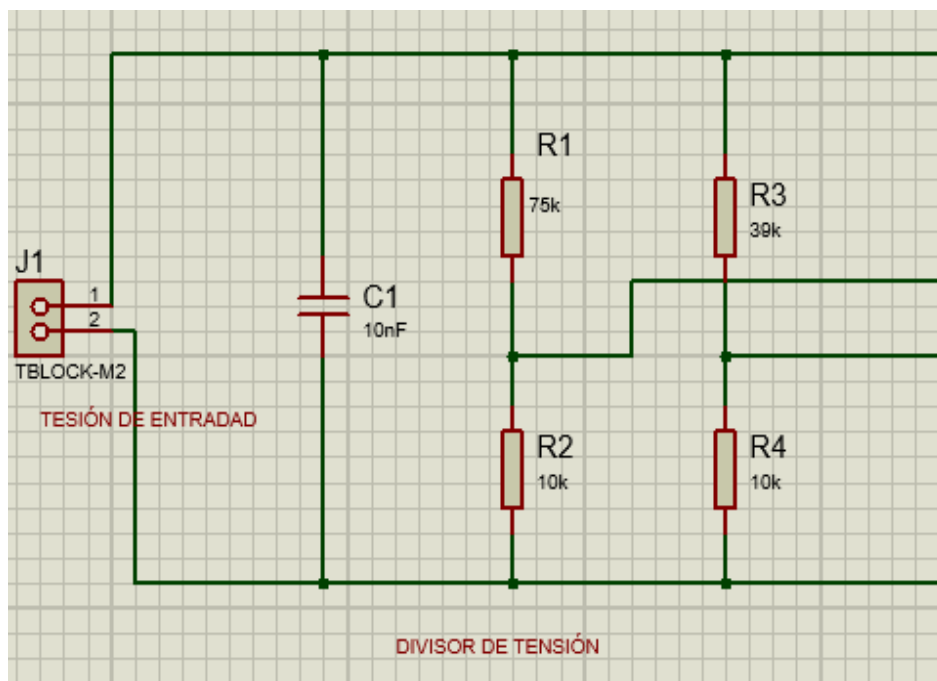 R1
75k
R3
39k
J1
1
2
C1
10nF
TBLOCK-M2
TESIÓN DE ENTRADAD
R2
10k
R4
10k
DIVISOR DE TENSIÓN